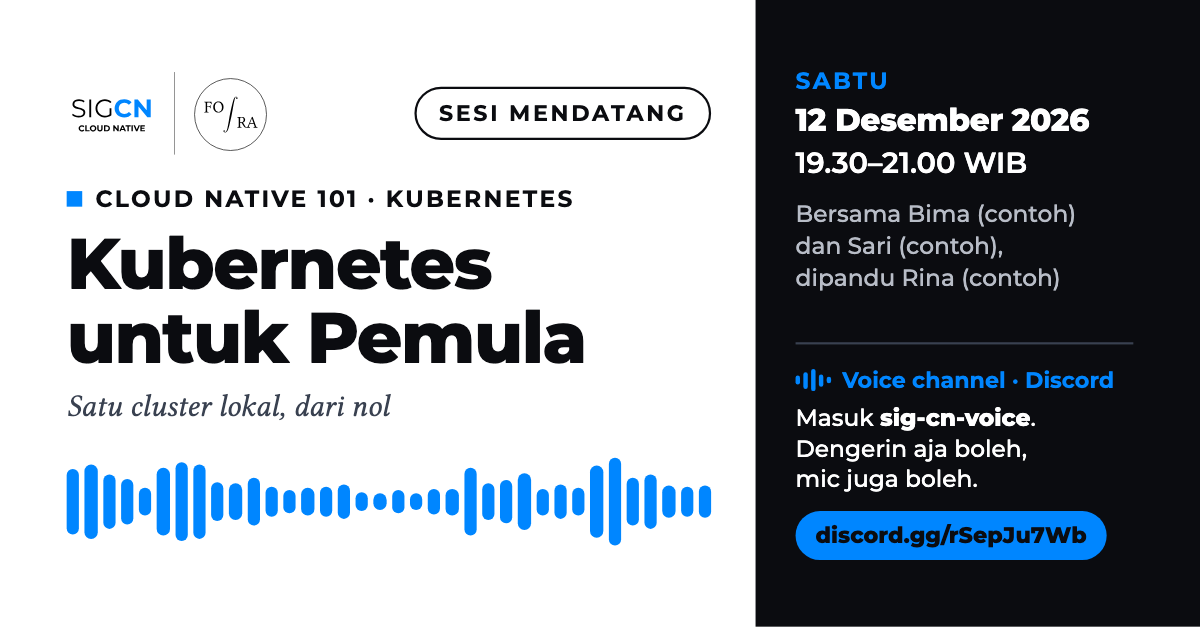 SIGCN
CLOUD NATIVE
FO
RA
SESI MENDATANG
CLOUD NATIVE 101 · KUBERNETES
Kubernetes
untuk Pemula
Satu cluster lokal, dari nol
SABTU
12 Desember 2026
19.30–21.00 WIB
Bersama Bima (contoh)
dan Sari (contoh),
dipandu Rina (contoh)
Voice channel · Discord
Masuk sig-cn-voice.
Dengerin aja boleh,
mic juga boleh.
discord.gg/rSepJu7Wb